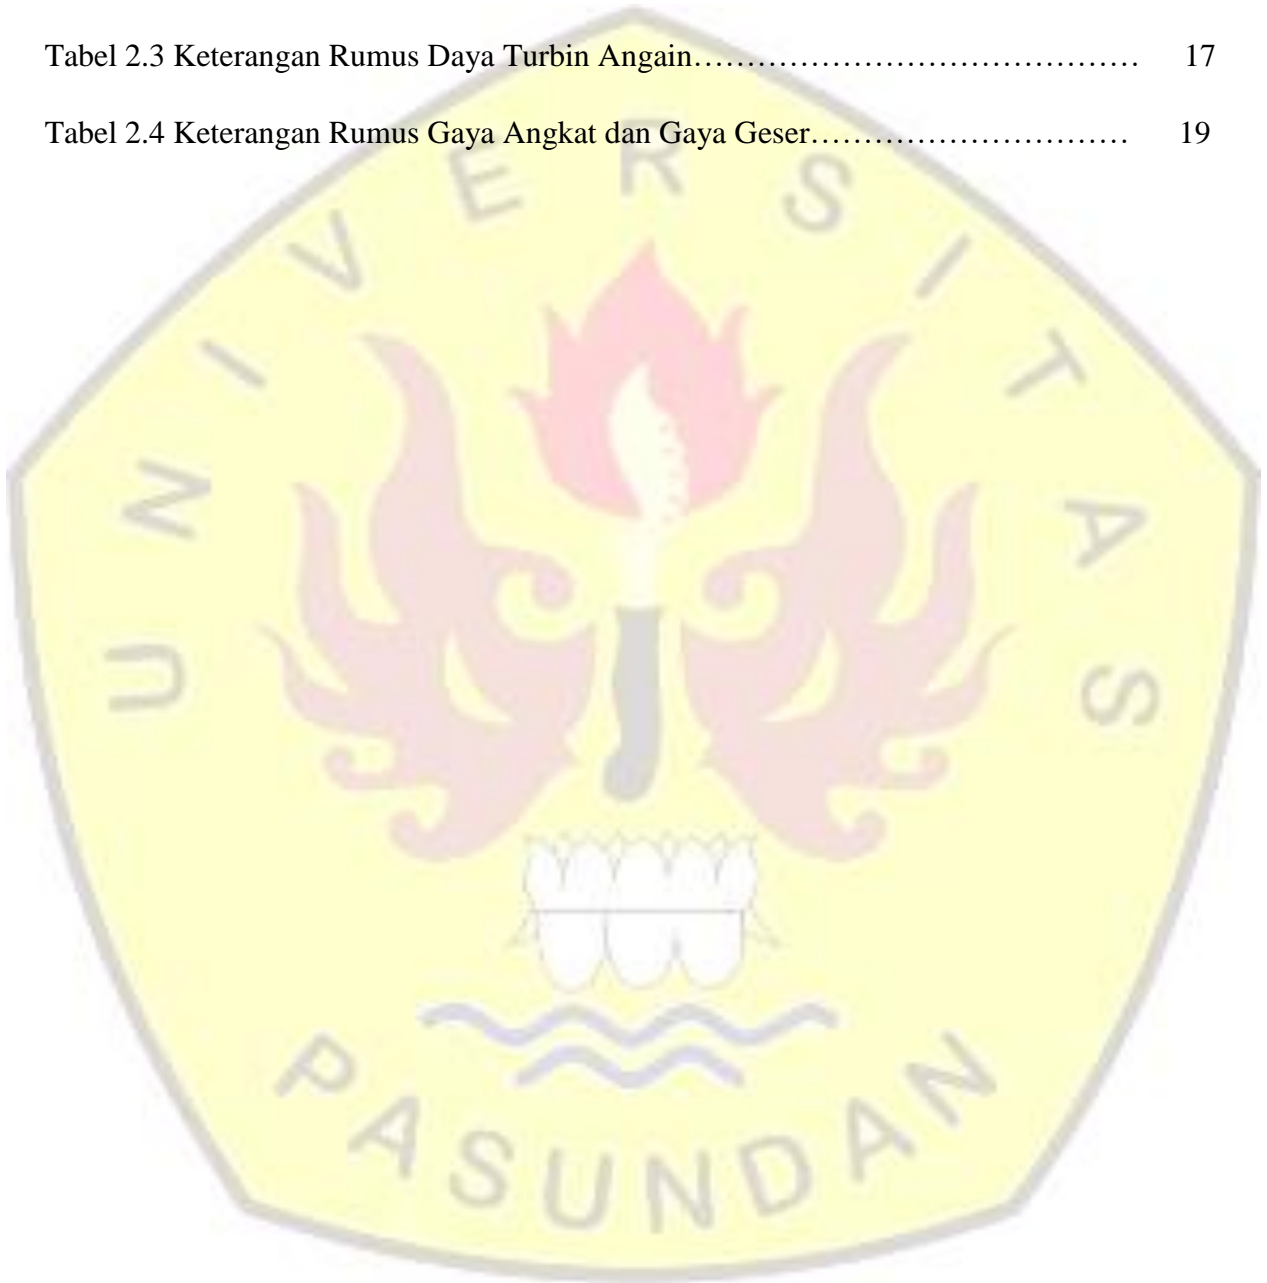 Tabel 2.3 Keterangan Rumus Daya Turbin Angain…………………………………… 17
Tabel 2.4 Keterangan Rumus Gaya Angkat dan Gaya Geser………………………… 19
UNIVERSITAS
PASUNDAN